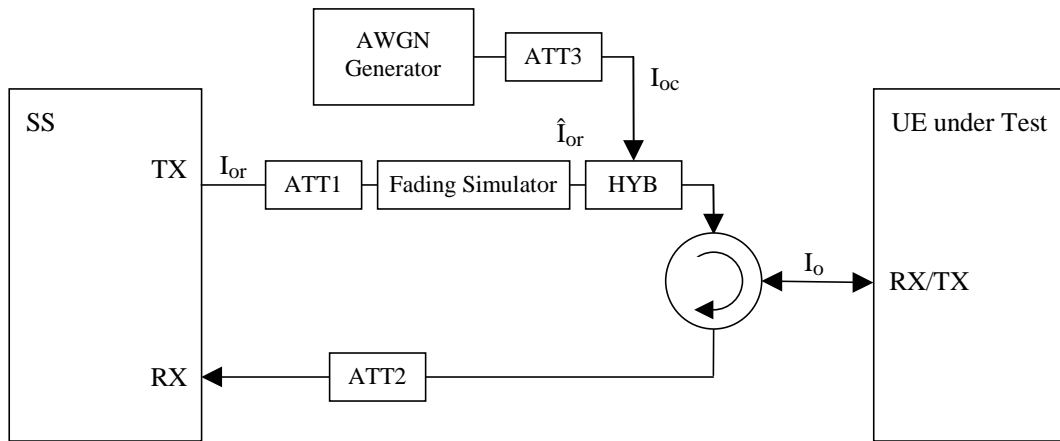 AWGN
Generator
ATT3
I_oc
SS
UE under Test
Î_or
TX
I_or
ATT1
Fading Simulator
HYB
I_o
RX/TX
RX
ATT2